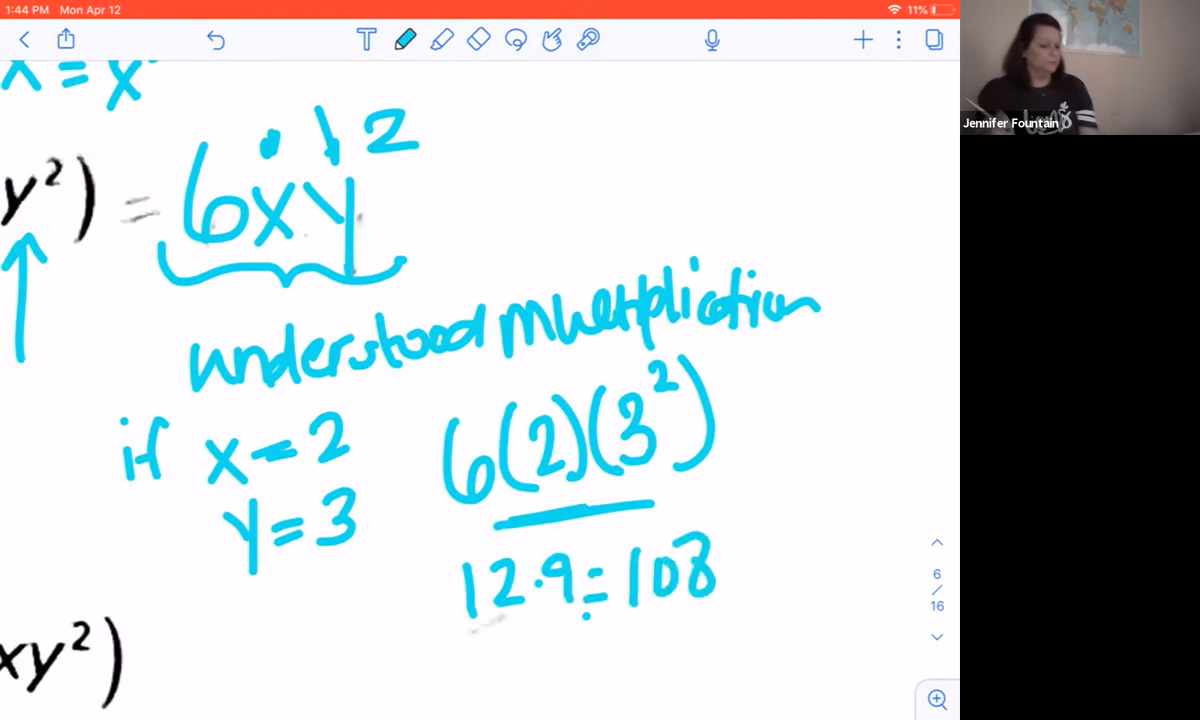 1:44 PM Mon Apr 12
11%
x = x
y²) = 6xy²
understood multiplication
if x = 2
y = 3
6(2)(3²)
12·9 = 108
xy²)
6
/
16
Jennifer Fountain